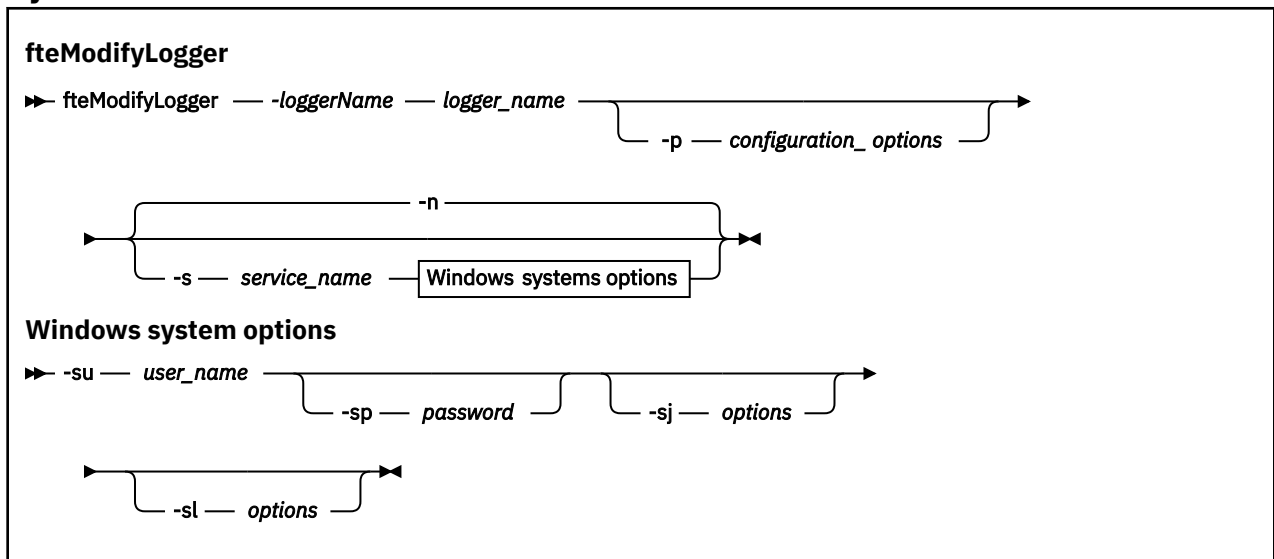 fteModifyLogger
fteModifyLogger -loggerName logger_name
-p configuration_ options
-n
-s service_name Windows systems options
Windows system options
-su user_name
-sp password -sj options
-sl options